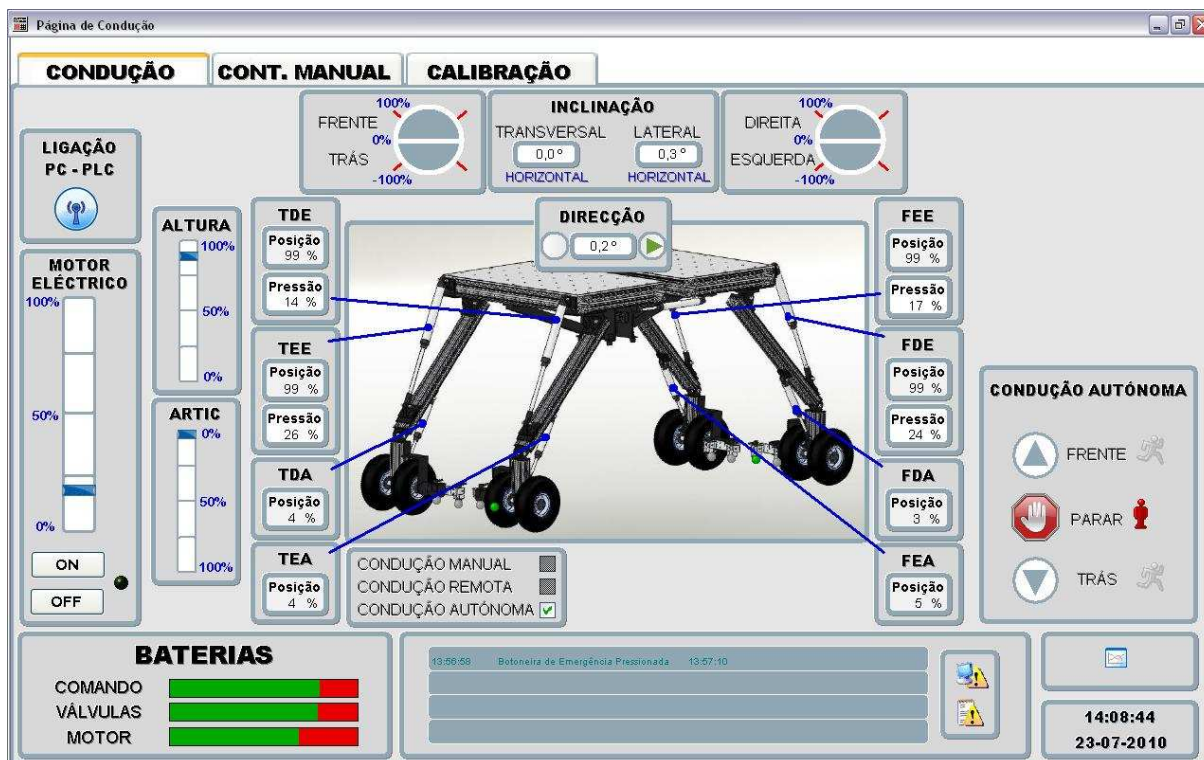 Página de Condução
CONDUÇÃO
CONT. MANUAL
CALIBRAÇÃO
LIGAÇÃO
PC - PLC
MOTOR
ELÉCTRICO
100%
50%
0%
ON
OFF
ALTURA
100%
50%
0%
ARTIC
0%
50%
100%
FRENTE
TRÁS
100%
0%
-100%
INCLINAÇÃO
TRANSVERSAL
0,0°
HORIZONTAL
LATERAL
0,3°
HORIZONTAL
DIREITA
ESQUERDA
100%
0%
-100%
DIRECÇÃO
0,2°
TDE
Posição
99 %
Pressão
14 %
TEE
Posição
99 %
Pressão
26 %
TDA
Posição
4 %
TEA
Posição
4 %
FEE
Posição
99 %
Pressão
17 %
FDE
Posição
99 %
Pressão
24 %
FDA
Posição
3 %
FEA
Posição
5 %
CONDUÇÃO MANUAL
CONDUÇÃO REMOTA
CONDUÇÃO AUTÓNOMA
CONDUÇÃO AUTÓNOMA
FRENTE
PARAR
TRÁS
BATERIAS
COMANDO
VÁLVULAS
MOTOR
13:56:58 Botoneira de Emergência Pressionada 13:57:10
14:08:44
23-07-2010